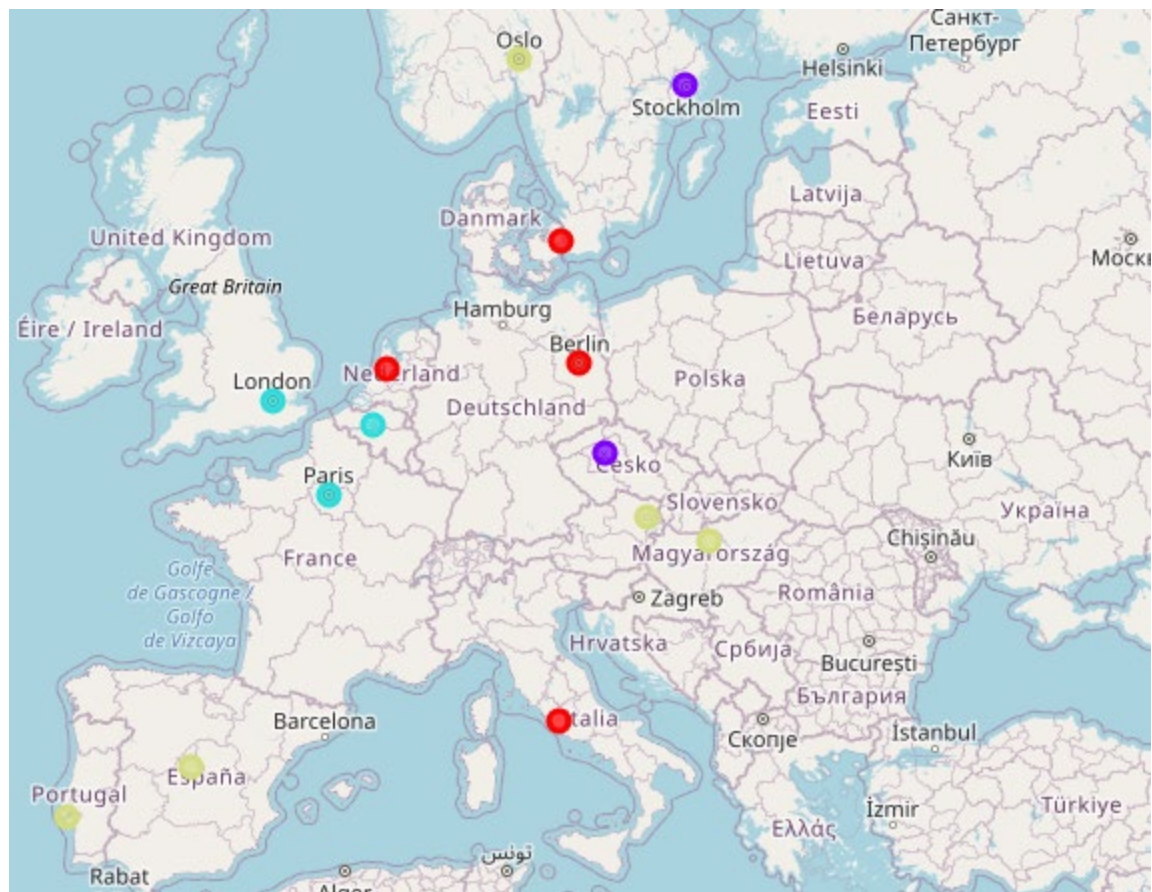 Санкт-
Петербург
Oslo
Helsinki
Stockholm
Eesti
Latvija
Danmark
United Kingdom
Москв
Lietuva
Great Britain
Hamburg
Беларусь
Éire / Ireland
Berlin
Nederland
Polska
London
Deutschland
Česko
Київ
Paris
Slovensko
Україна
Chișinău
Magyarország
France
Golfe
de Gascogne /
Golfo
de Vizcaya
România
Zagreb
Hrvatska
Србија
București
България
Barcelona
Italia
Скопје
İstanbul
España
Portugal
İzmir
Türkiye
Ελλάς
تونس
Rabat
Alger